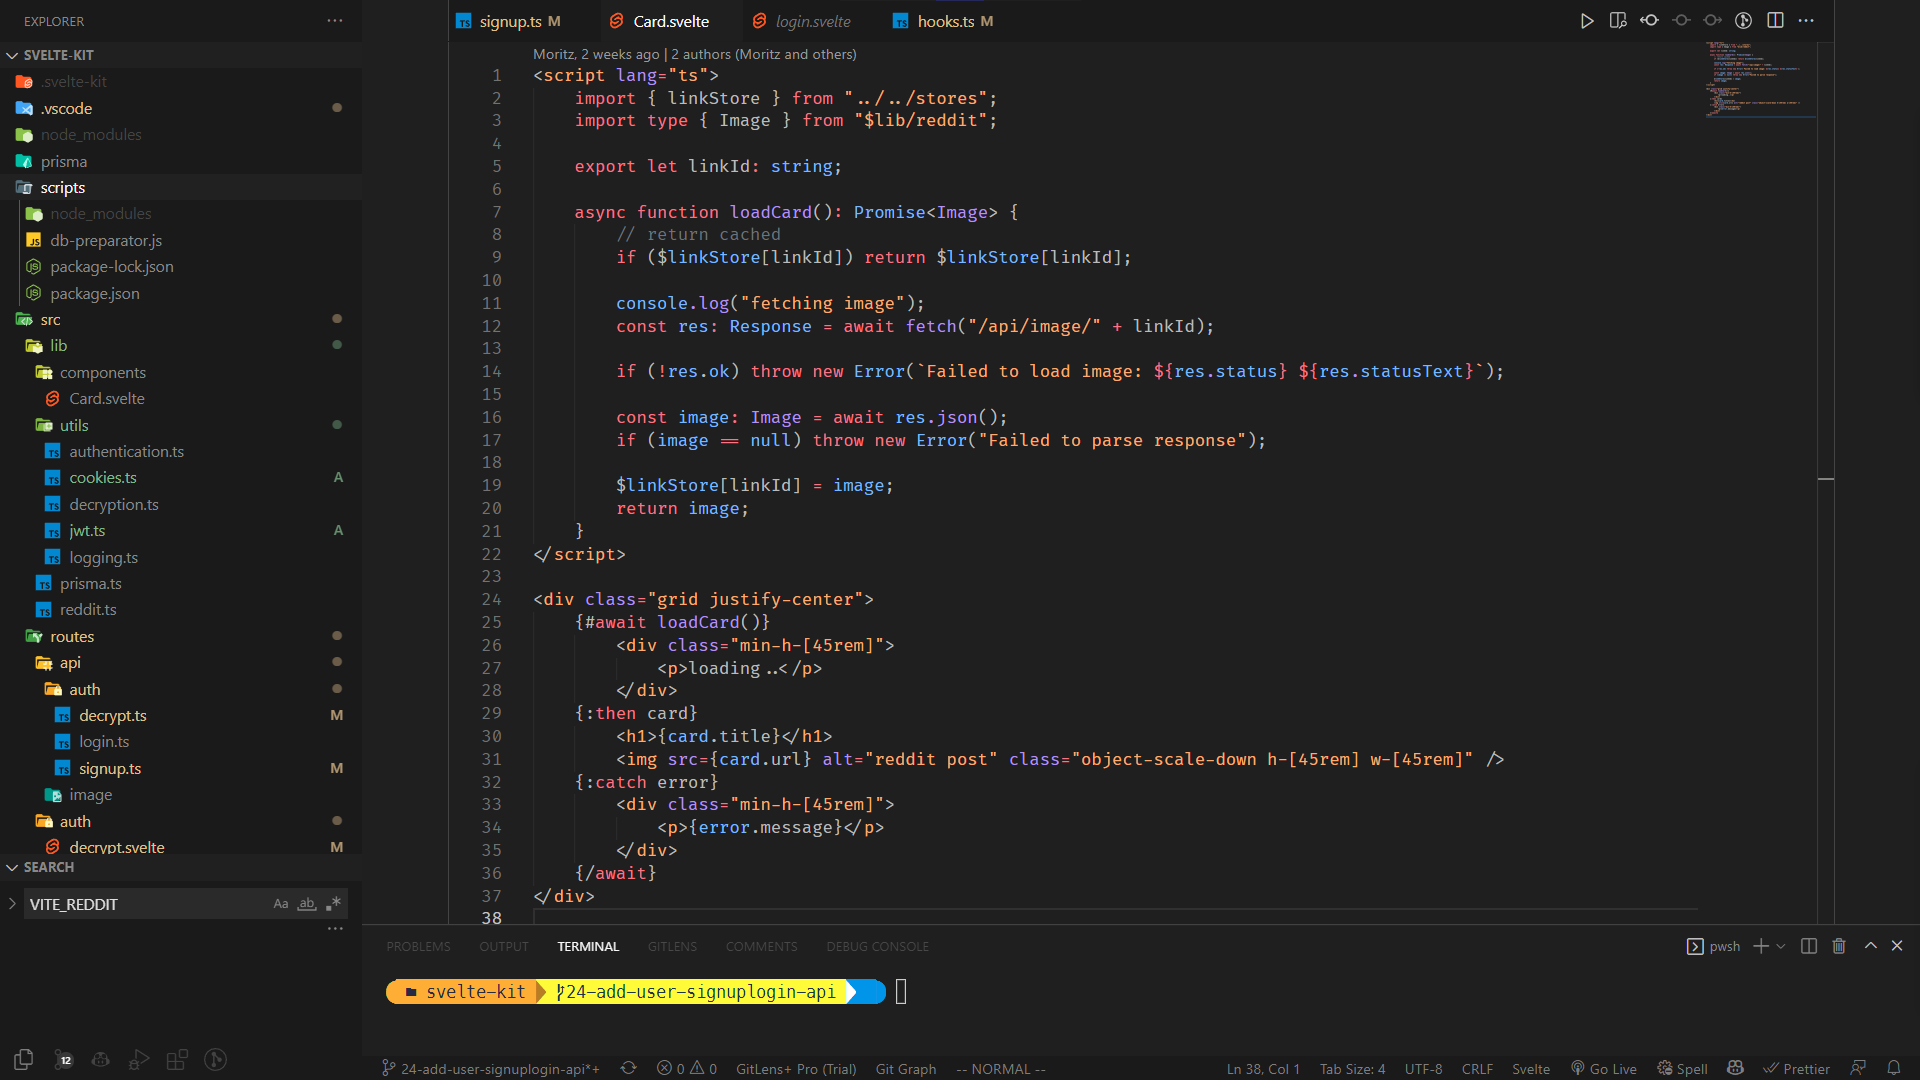 EXPLORER
SVELTE-KIT
.svelte-kit
.vscode
node_modules
prisma
scripts
node_modules
db-preparator.js
package-lock.json
package.json
src
lib
components
Card.svelte
utils
authentication.ts
cookies.ts A
decryption.ts
jwt.ts A
logging.ts
prisma.ts
reddit.ts
routes
api
auth
decrypt.ts M
login.ts
signup.ts M
image
auth
decrypt.svelte M
SEARCH
VITE_REDDIT Aa ab
signup.ts M Card.svelte login.svelte hooks.ts M
Moritz, 2 weeks ago | 2 authors (Moritz and others)
1 <script lang="ts">
2 import { linkStore } from "../../stores";
3 import type { Image } from "$lib/reddit";
4
5 export let linkId: string;
6
7 async function loadCard(): Promise<Image> {
8 // return cached
9 if ($linkStore[linkId]) return $linkStore[linkId];
10
11 console.log("fetching image");
12 const res: Response = await fetch("/api/image/" + linkId);
13
14 if (!res.ok) throw new Error(`Failed to load image: ${res.status} ${res.statusText}`);
15
16 const image: Image = await res.json();
17 if (image == null) throw new Error("Failed to parse response");
18
19 $linkStore[linkId] = image;
20 return image;
21 }
22 </script>
23
24 <div class="grid justify-center">
25 {#await loadCard()}
26 <div class="min-h-[45rem]">
27 <p>loading..</p>
28 </div>
29 {:then card}
30 <h1>{card.title}</h1>
31 <img src={card.url} alt="reddit post" class="object-scale-down h-[45rem] w-[45rem]" />
32 {:catch error}
33 <div class="min-h-[45rem]">
34 <p>{error.message}</p>
35 </div>
36 {/await}
37 </div>
38
PROBLEMS OUTPUT TERMINAL GITLENS COMMENTS DEBUG CONSOLE pwsh
svelte-kit 24-add-user-signuplogin-api
12
24-add-user-signuplogin-api*+ 0 0 GitLens+ Pro (Trial) Git Graph -- NORMAL -- Ln 38, Col 1 Tab Size: 4 UTF-8 CRLF Svelte Go Live Spell Prettier